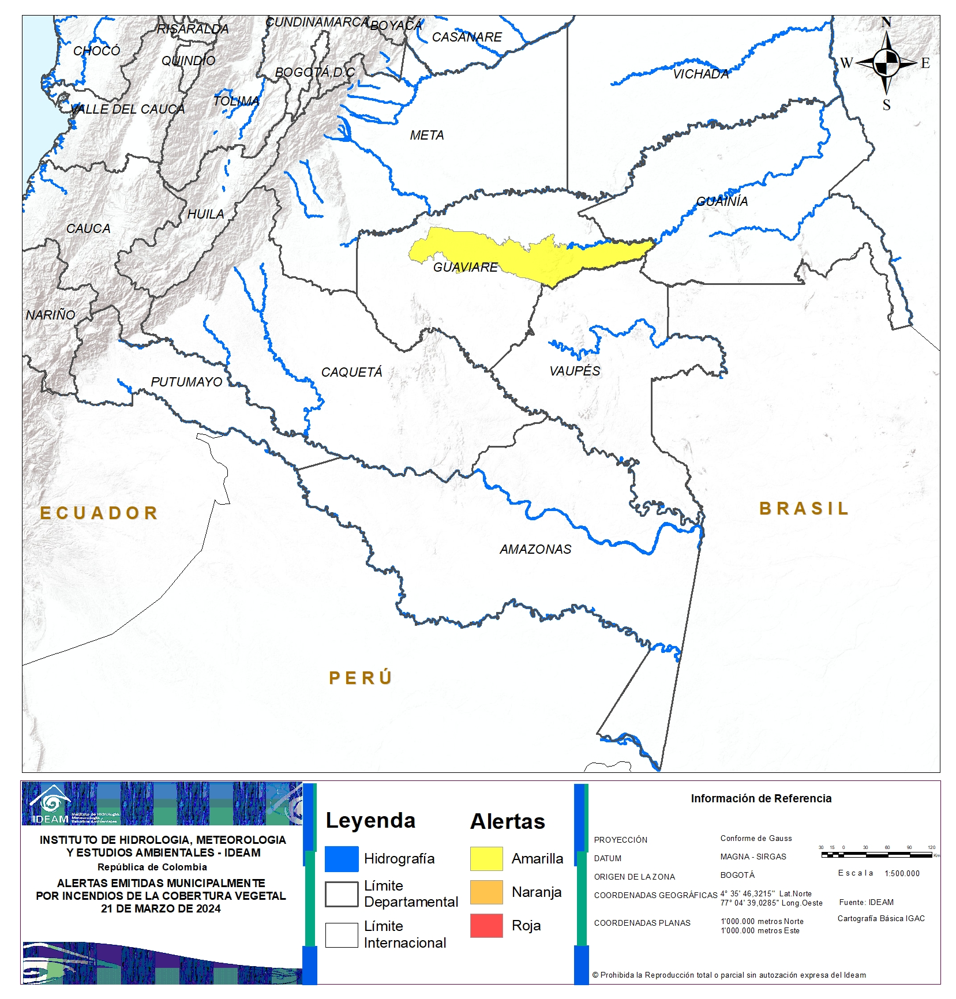 N
W
E
S
RISARALDA
CUNDINAMARCA
BOYACÁ
CASANARE
CHOCÓ
QUINDÍO
BOGOTÁ,D.C
VICHADA
TOLIMA
VALLE DEL CAUCA
META
GUAINÍA
HUILA
CAUCA
GUAVIARE
NARIÑO
CAQUETÁ
VAUPÉS
PUTUMAYO
ECUADOR
BRASIL
AMAZONAS
PERÚ
IDEAM
Instituto de Hidrología,
Meteorología y
Estudios Ambientales
INSTITUTO DE HIDROLOGIA, METEOROLOGIA
Y ESTUDIOS AMBIENTALES - IDEAM
República de Colombia
ALERTAS EMITIDAS MUNICIPALMENTE
POR INCENDIOS DE LA COBERTURA VEGETAL
21 DE MARZO DE 2024
Leyenda
Hidrografía
Límite
Departamental
Límite
Internacional
Alertas
Amarilla
Naranja
Roja
Información de Referencia
PROYECCIÓN Conforme de Gauss
DATUM MAGNA - SIRGAS
ORIGEN DE LA ZONA BOGOTÁ
COORDENADAS GEOGRÁFICAS 4° 35' 46,3215'' Lat.Norte
77° 04' 39,0285" Long.Oeste
COORDENADAS PLANAS 1'000.000 metros Norte
1'000.000 metros Este
30 15 0 30 60 90 120
Km
Escala 1:500.000
Fuente: IDEAM
Cartografía Básica IGAC
© Prohibida la Reproducción total o parcial sin autozación expresa del Ideam